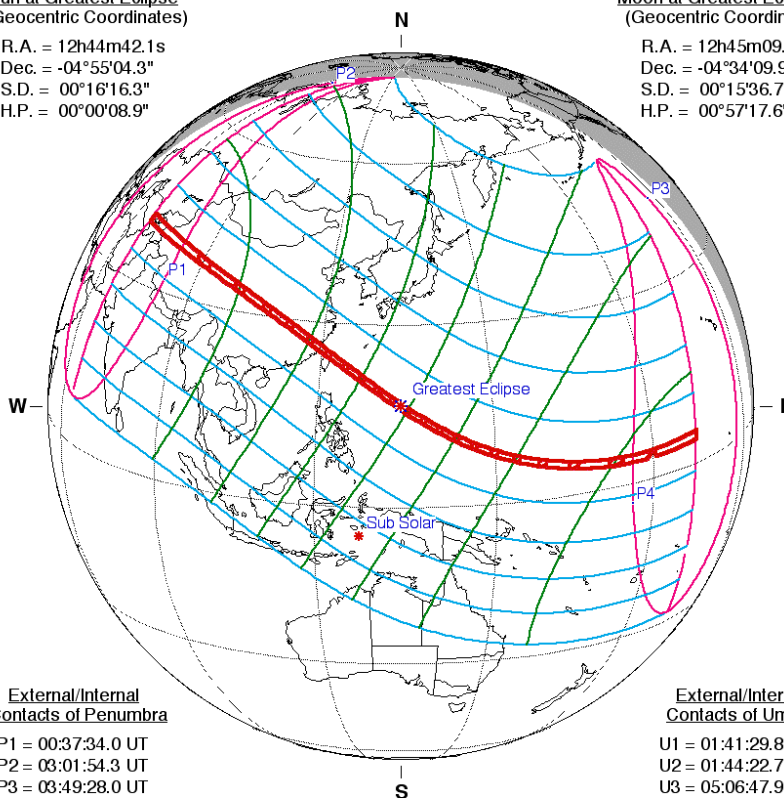 (Geocentric Coordinates)
R.A. = 12h44m42.1s
Dec. = -04°55'04.3"
S.D. = 00°16'16.3"
H.P. = 00°00'08.9"
N
Moon at Greatest
(Geocentric
R.A. = 12h45m09.
Dec. = -04°34'09.9
S.D. = 00°15'36.7
H.P. = 00°57'17.6
P2
P3
P1
W
Greatest Eclipse
P4
Sub Solar
External/Internal
Contacts of Penumbra
P1 = 00:37:34.0 UT
P2 = 03:01:54.3 UT
P3 = 03:49:28.0 UT
S
Contacts of
U1 = 01:41:29.8
U2 = 01:44:22.7
U3 = 05:06:47.9